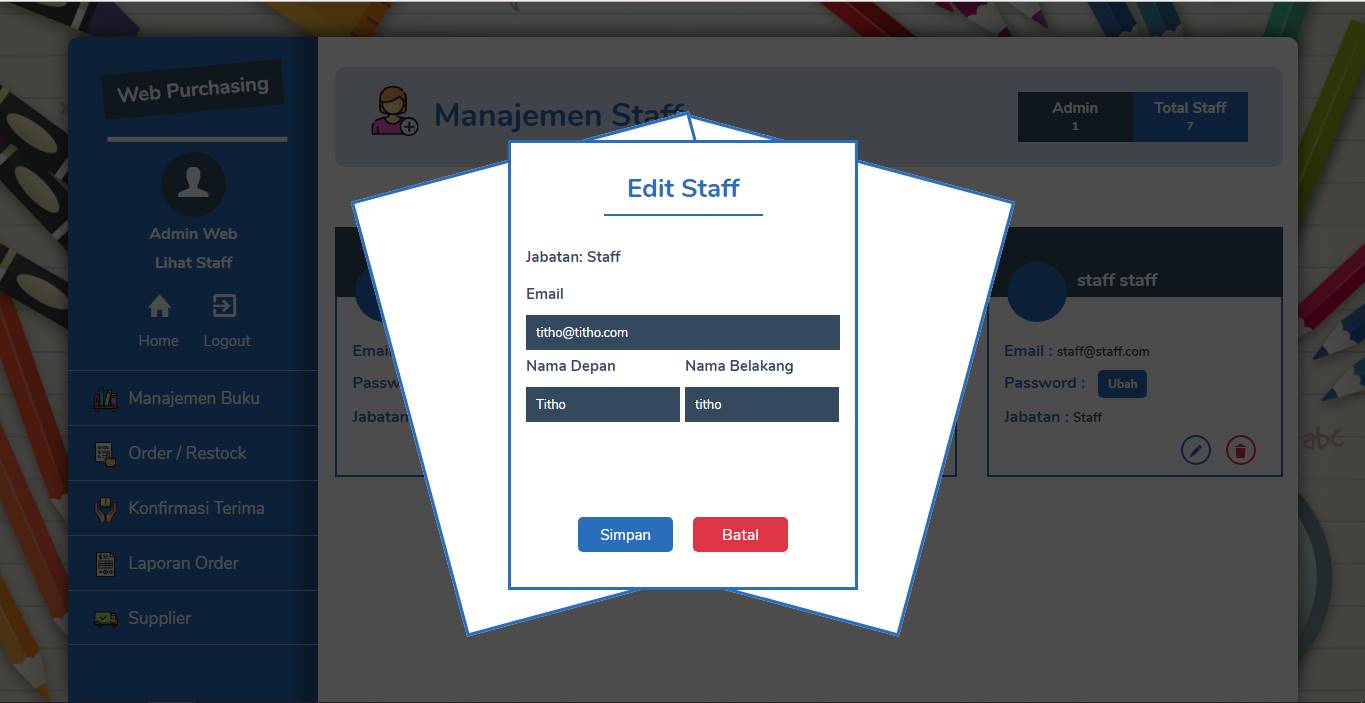 Web Purchasing
Admin Web
Lihat Staff
Home Logout
Manajemen Buku
Order / Restock
Konfirmasi Terima
Laporan Order
Supplier
Manajemen Staff
Admin
1
Total Staff
7
Edit Staff
Jabatan: Staff
Email
titho@titho.com
Nama Depan Nama Belakang
Titho titho
Simpan Batal
Email
Jabatan
staff staff
Email : staff@staff.com
Password : Ubah
Jabatan : Staff
abc